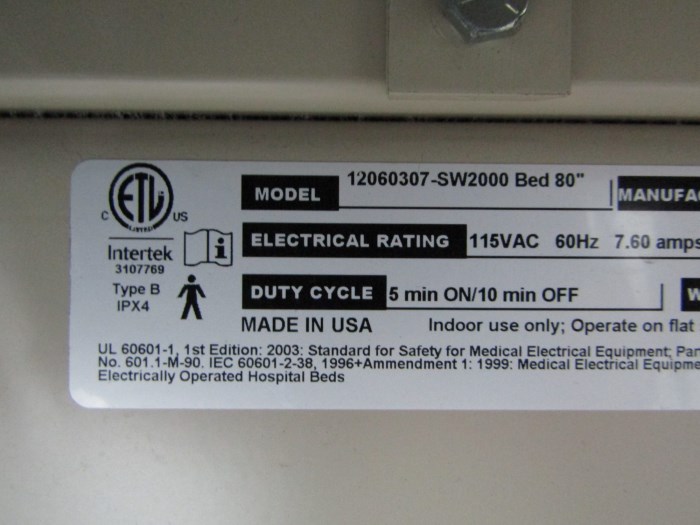 MODEL 12060307-SW2000 Bed 80"
ETL
LISTED
C US
Intertek
3107769
ELECTRICAL RATING 115VAC 60Hz 7.60 amps
Type B
IPX4
DUTY CYCLE 5 min ON/10 min OFF
MADE IN USA Indoor use only; Operate on flat
UL 60601-1, 1st Edition: 2003: Standard for Safety for Medical Electrical Equipment;
No. 601.1-M-90. IEC 60601-2-38, 1996+Ammendment 1: 1999: Medical Electrical
Electrically Operated Hospital Beds